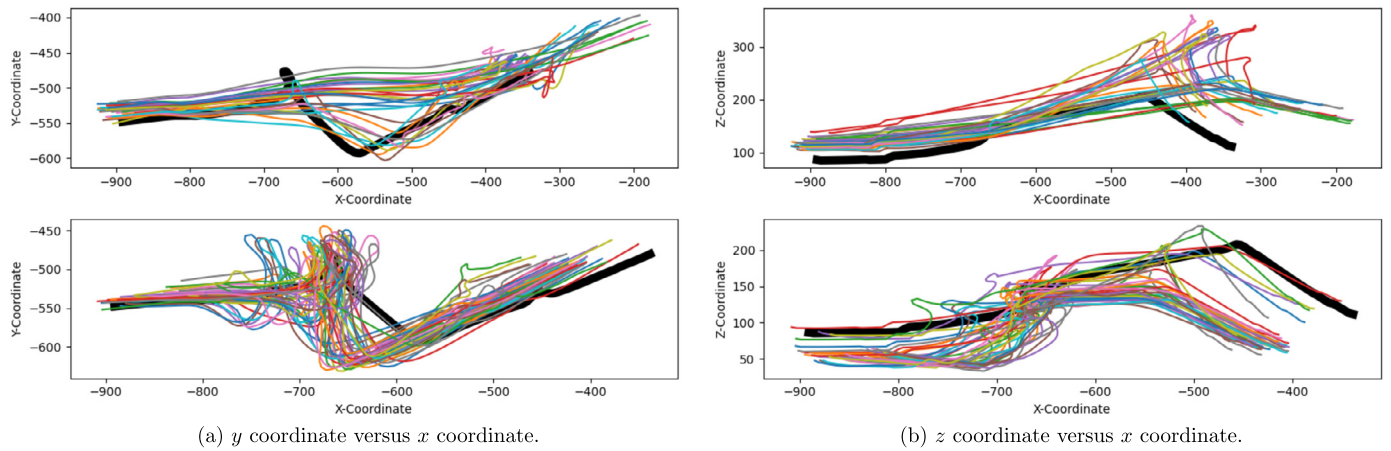 −400
−450
−500
−550
−600
Y-Coordinate
−900 −800 −700 −600 −500 −400 −300 −200
X-Coordinate
300
200
100
Z-Coordinate
−900 −800 −700 −600 −500 −400 −300 −200
X-Coordinate
−450
−500
−550
−600
Y-Coordinate
−900 −800 −700 −600 −500 −400
X-Coordinate
200
150
100
50
Z-Coordinate
−900 −800 −700 −600 −500 −400
X-Coordinate
(a) y coordinate versus x coordinate.
(b) z coordinate versus x coordinate.